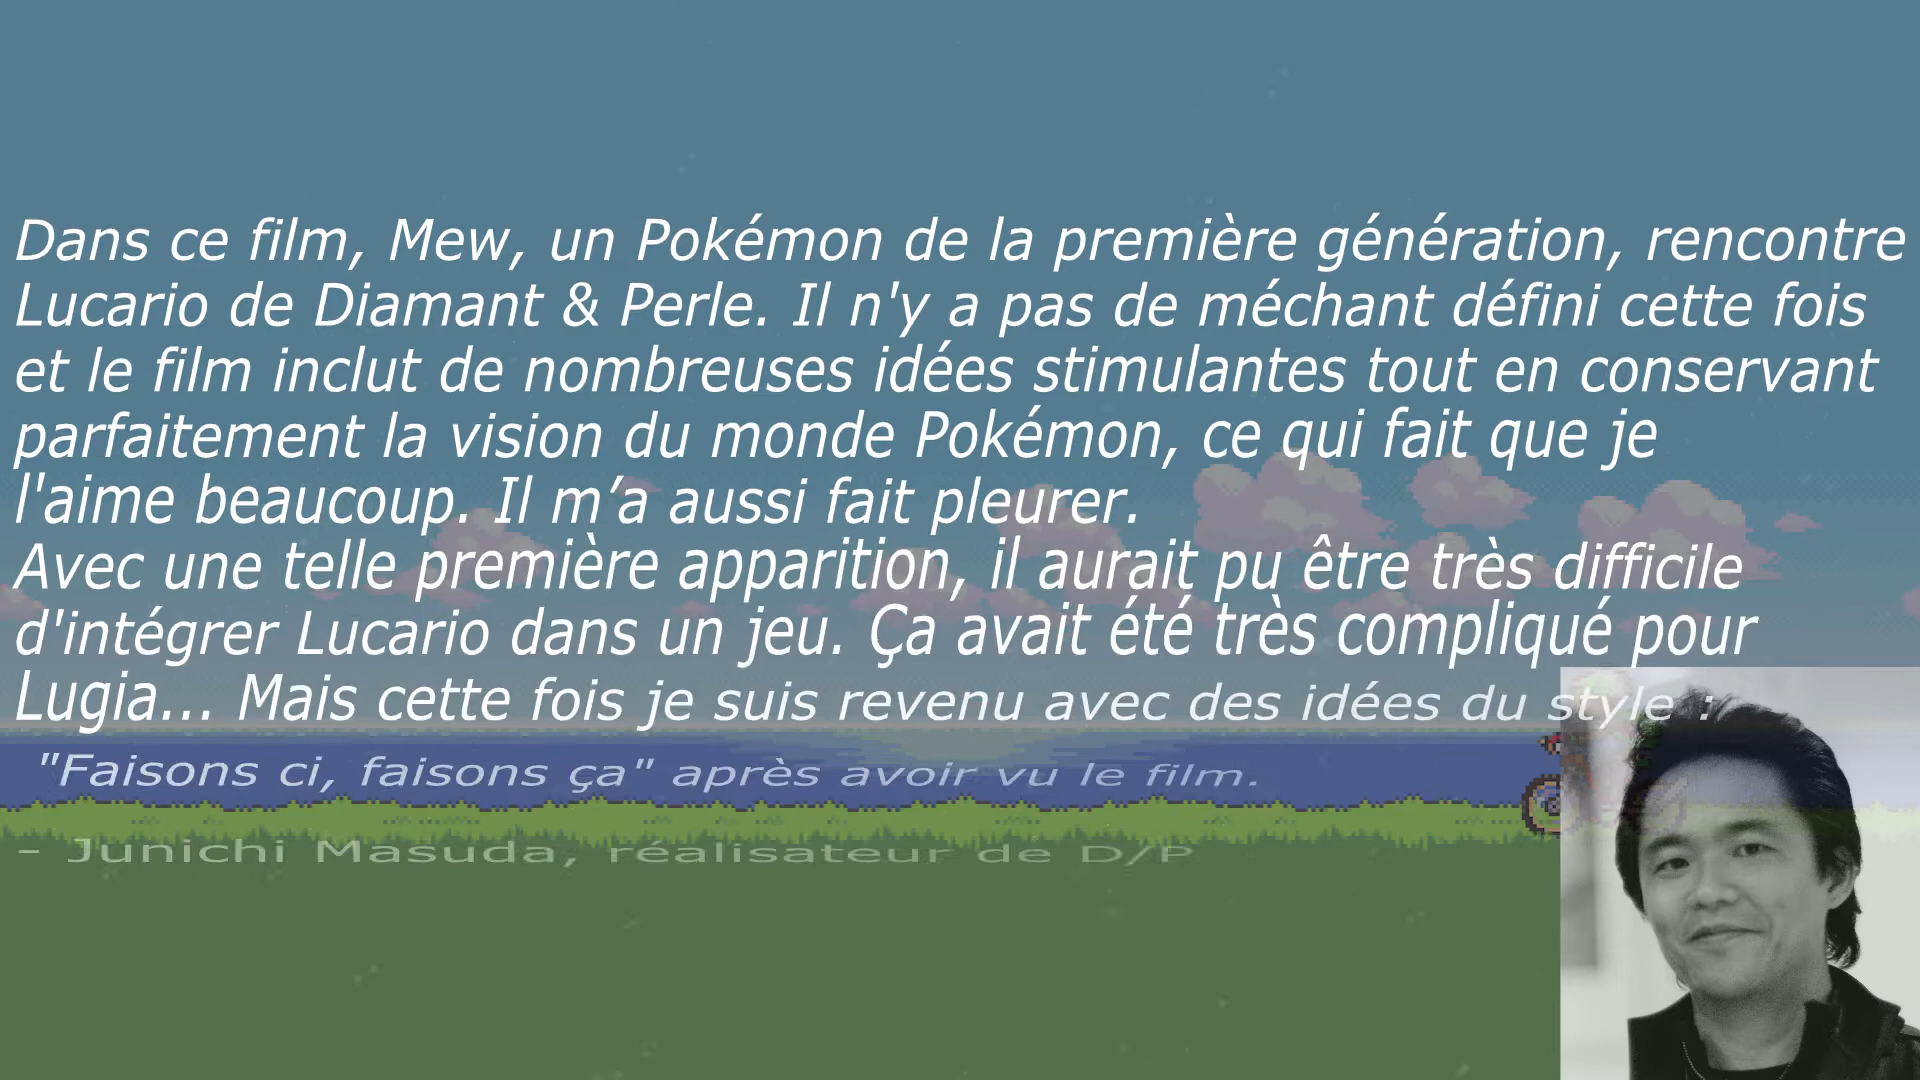 Dans ce film, Mew, un Pokémon de la première génération, rencontre
Lucario de Diamant & Perle. Il n'y a pas de méchant défini cette fois
et le film inclut de nombreuses idées stimulantes tout en conservant
parfaitement la vision du monde Pokémon, ce qui fait que je
l'aime beaucoup. Il m’a aussi fait pleurer.
Avec une telle première apparition, il aurait pu être très difficile
d'intégrer Lucario dans un jeu. Ça avait été très compliqué pour
Lugia... Mais cette fois je suis revenu avec des idées du style :
"Faisons ci, faisons ça" après avoir vu le film.
– Junichi Masuda, réalisateur de D/P